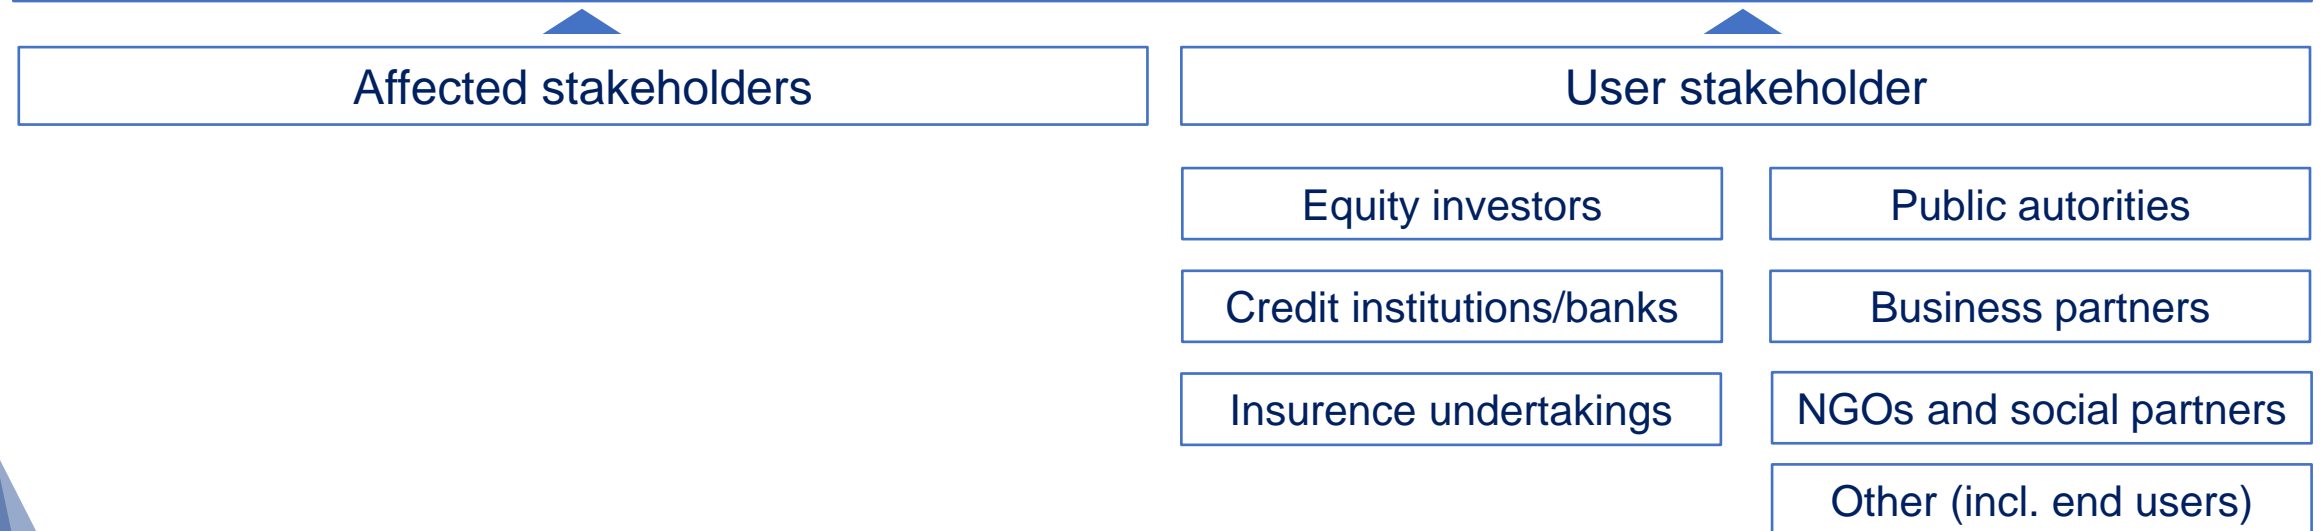 Affected stakeholders
User stakeholder
Equity investors
Public autorities
Credit institutions/banks
Business partners
Insurence undertakings
NGOs and social partners
Other (incl. end users)